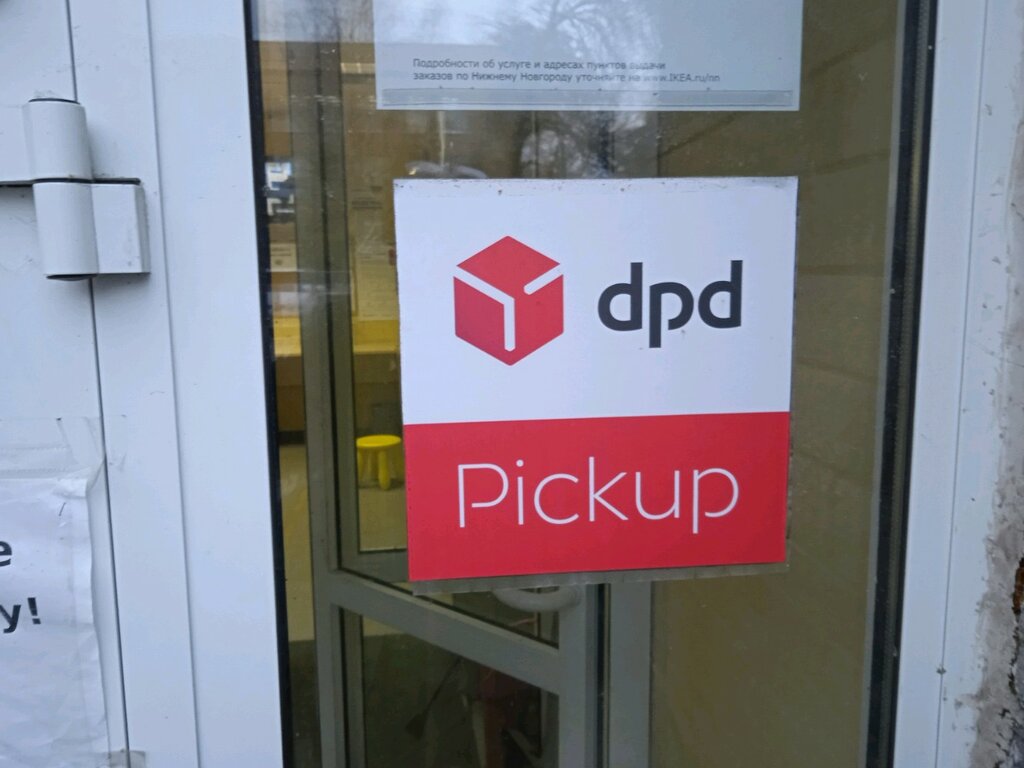 Подробности об услуге и адресах пунктов выдачи
заказов по Нижнему Новгороду уточняйте на www.IKEA.ru/nn
dpd
Pickup
е
у!